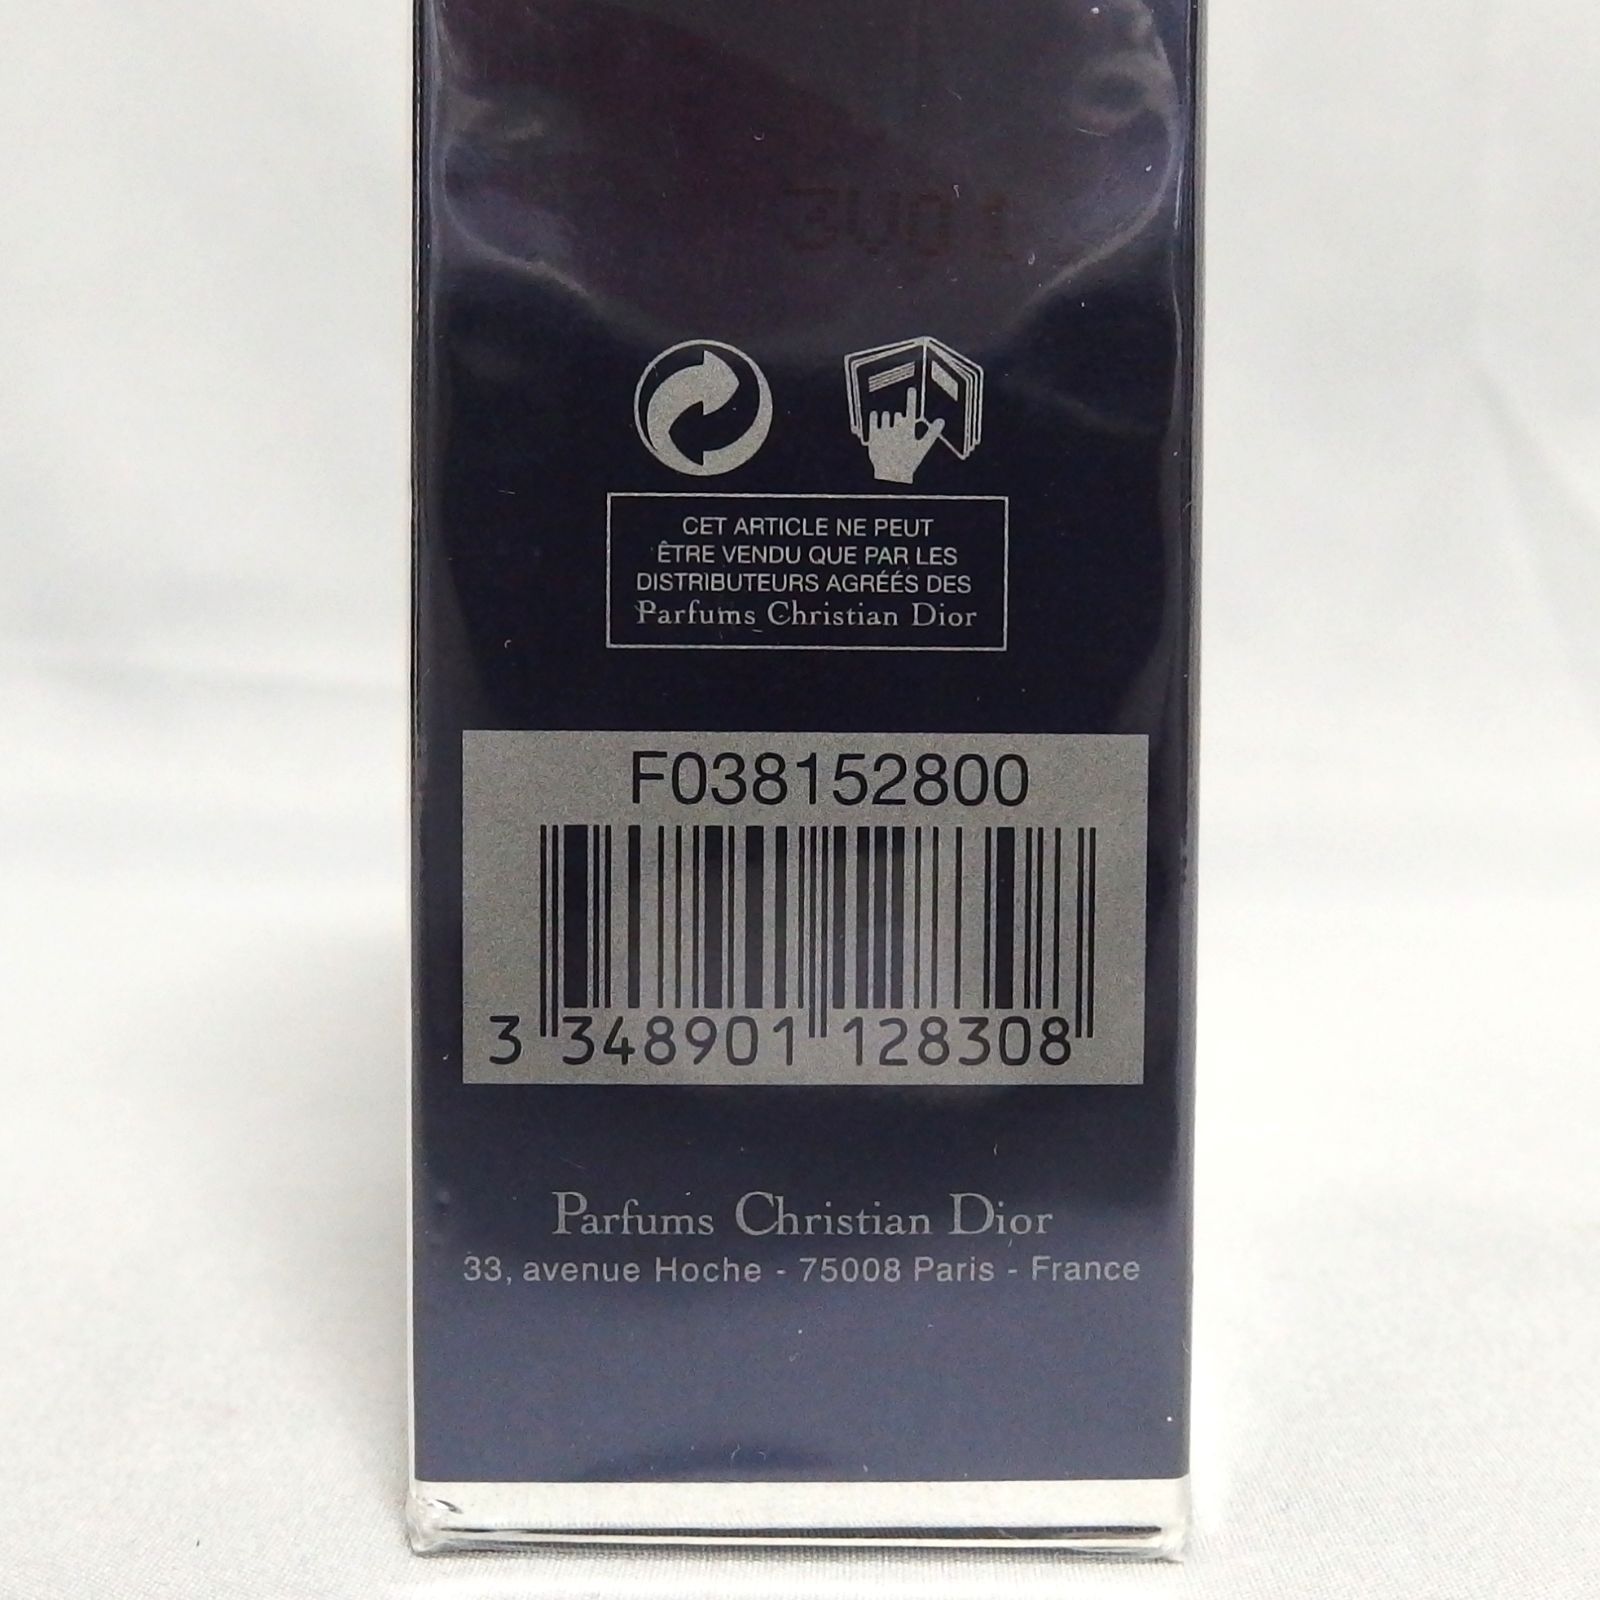 CET ARTICLE NE PEUT
ÊTRE VENDU QUE PAR LES
DISTRIBUTEURS AGRÉÉS DES
Parfums Christian Dior
F038152800
3 348901 128308
Parfums Christian Dior
33, avenue Hoche - 75008 Paris - France